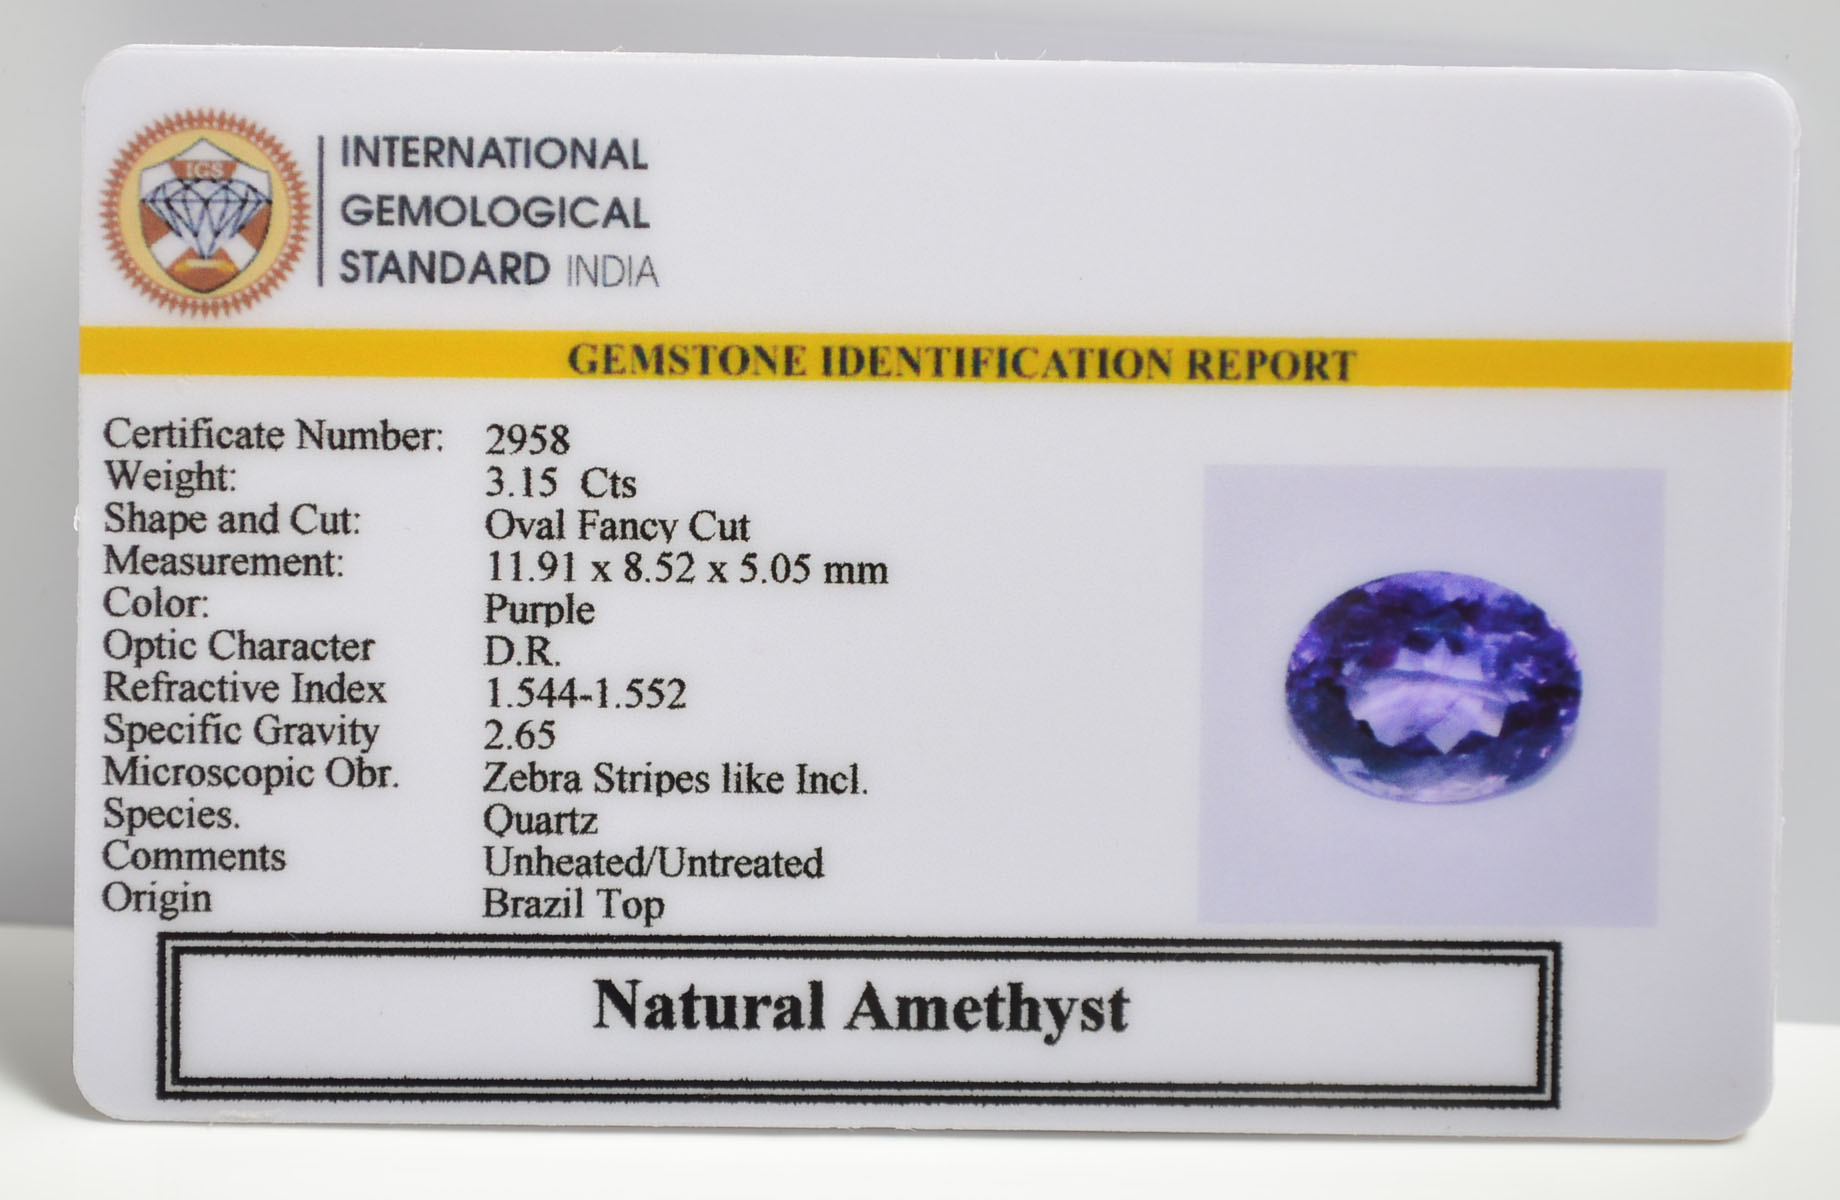 IGS
INTERNATIONAL
GEMOLOGICAL
STANDARD INDIA
GEMSTONE IDENTIFICATION REPORT
Certificate Number: 2958
Weight: 3.15 Cts
Shape and Cut: Oval Fancy Cut
Measurement: 11.91 x 8.52 x 5.05 mm
Color: Purple
Optic Character D.R.
Refractive Index 1.544-1.552
Specific Gravity 2.65
Microscopic Obr. Zebra Stripes like Incl.
Species. Quartz
Comments Unheated/Untreated
Origin Brazil Top
Natural Amethyst